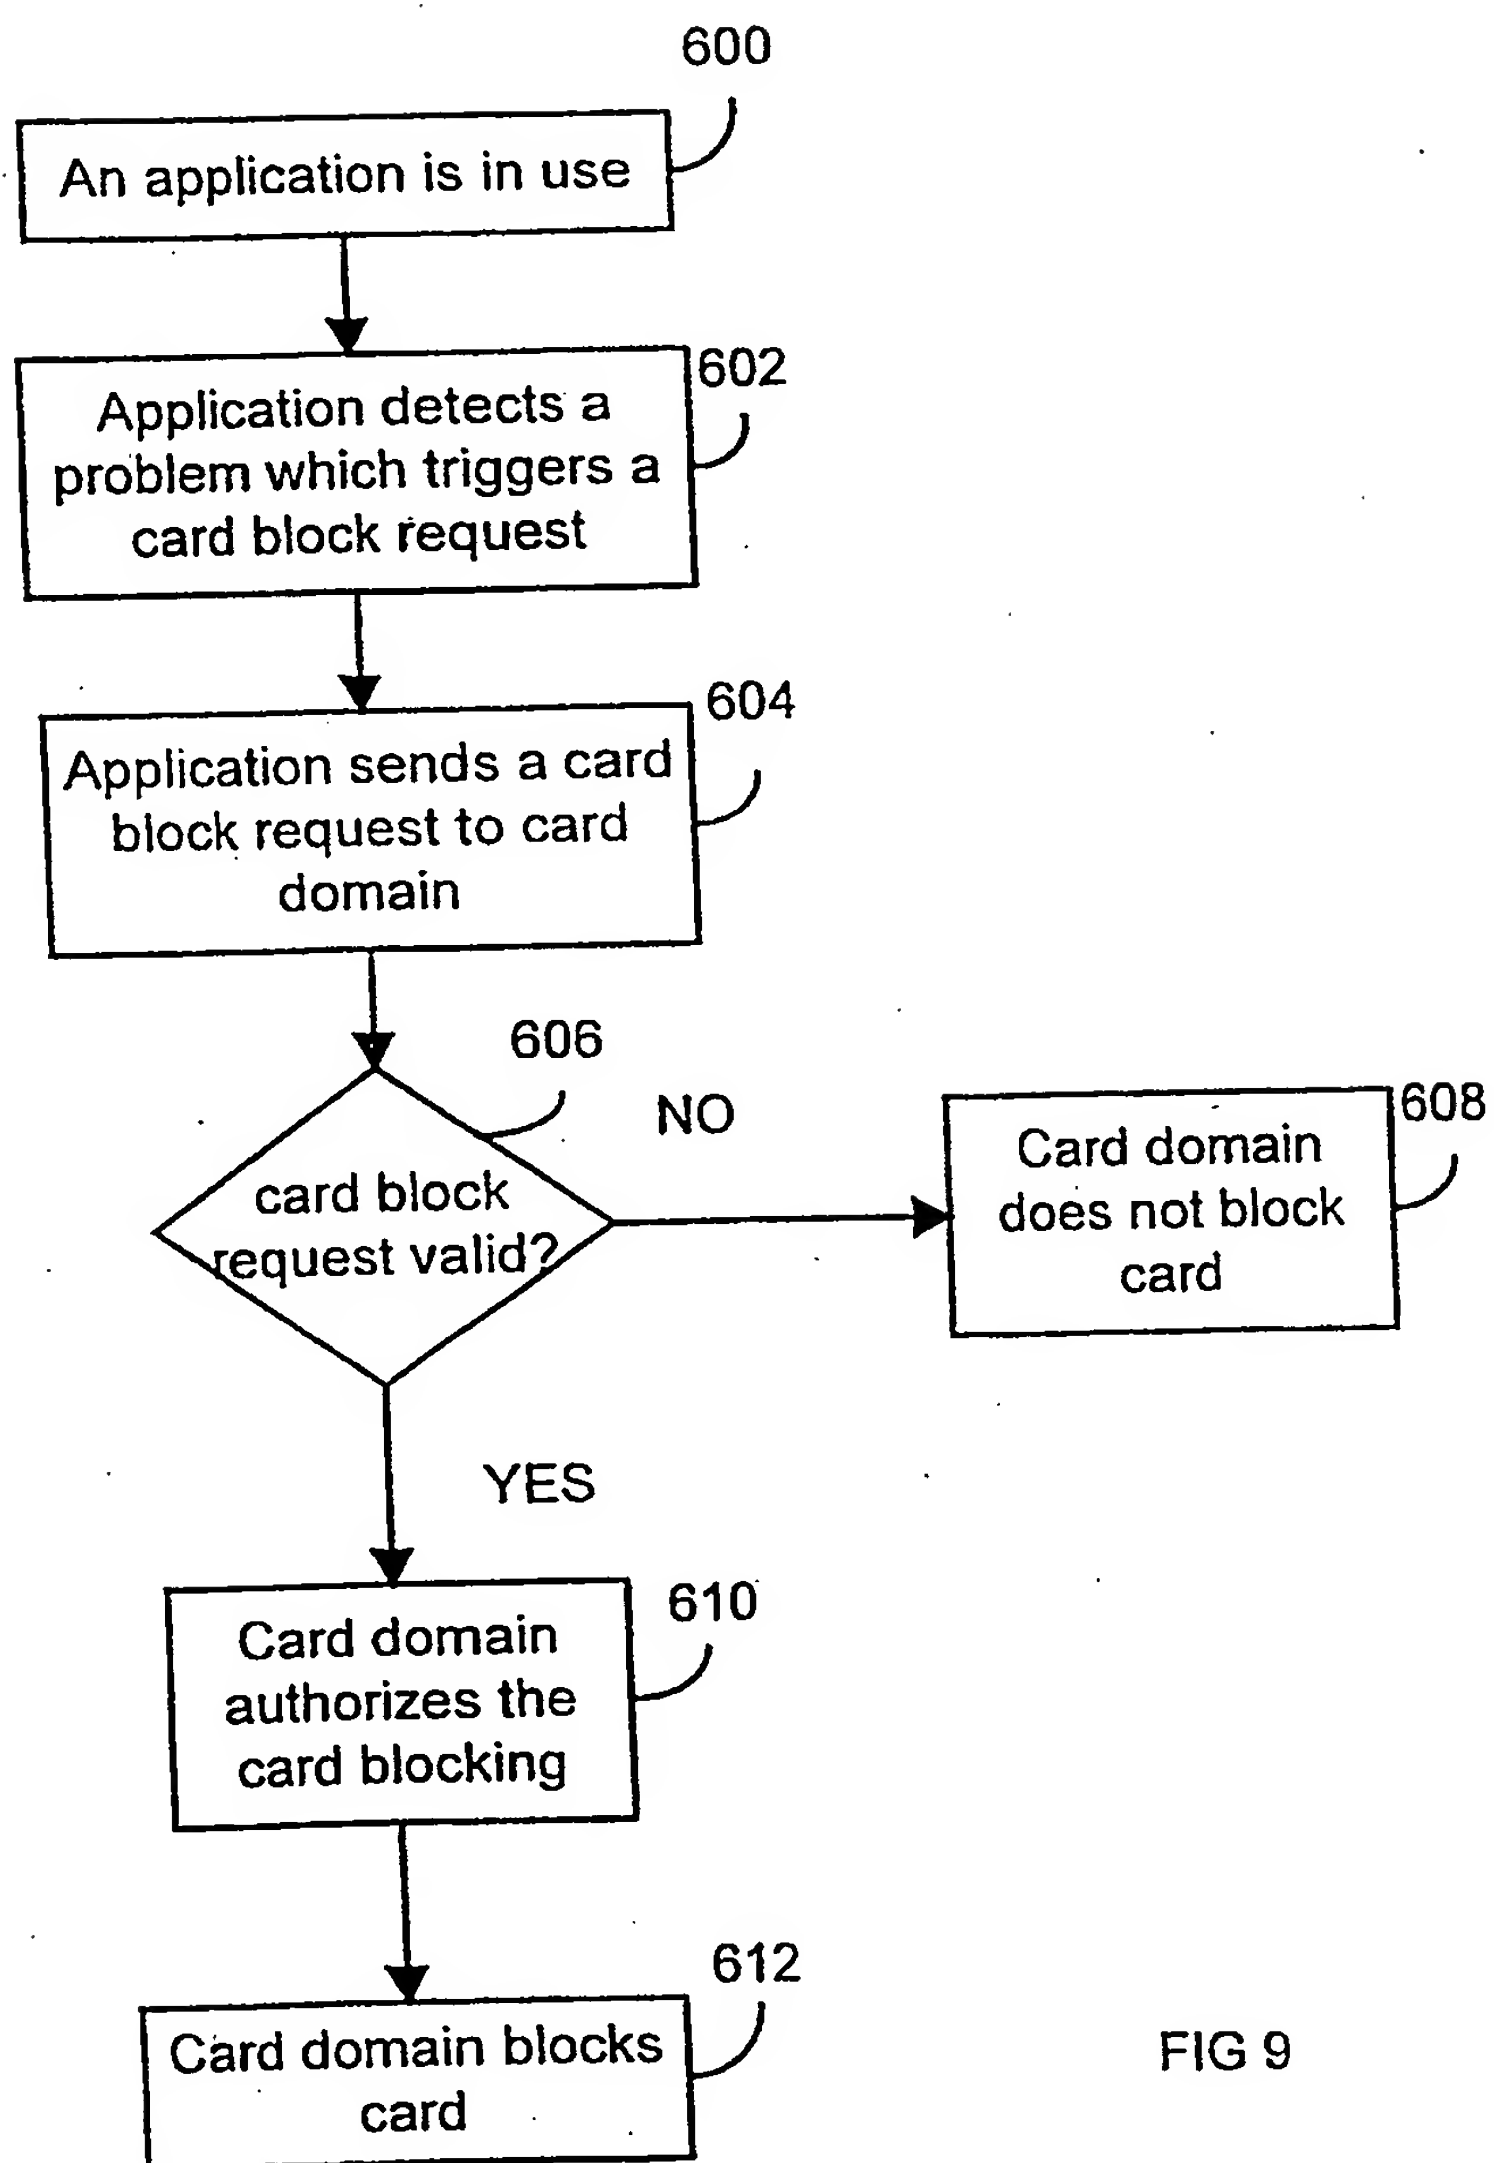 600
An application is in use
602
Application detects a
problem which triggers a
card block request
604
Application sends a card
block request to card
domain
606
NO
card block
request valid?
608
Card domain
does not block
card
YES
610
Card domain
authorizes the
card blocking
612
Card domain blocks
card
FIG 9